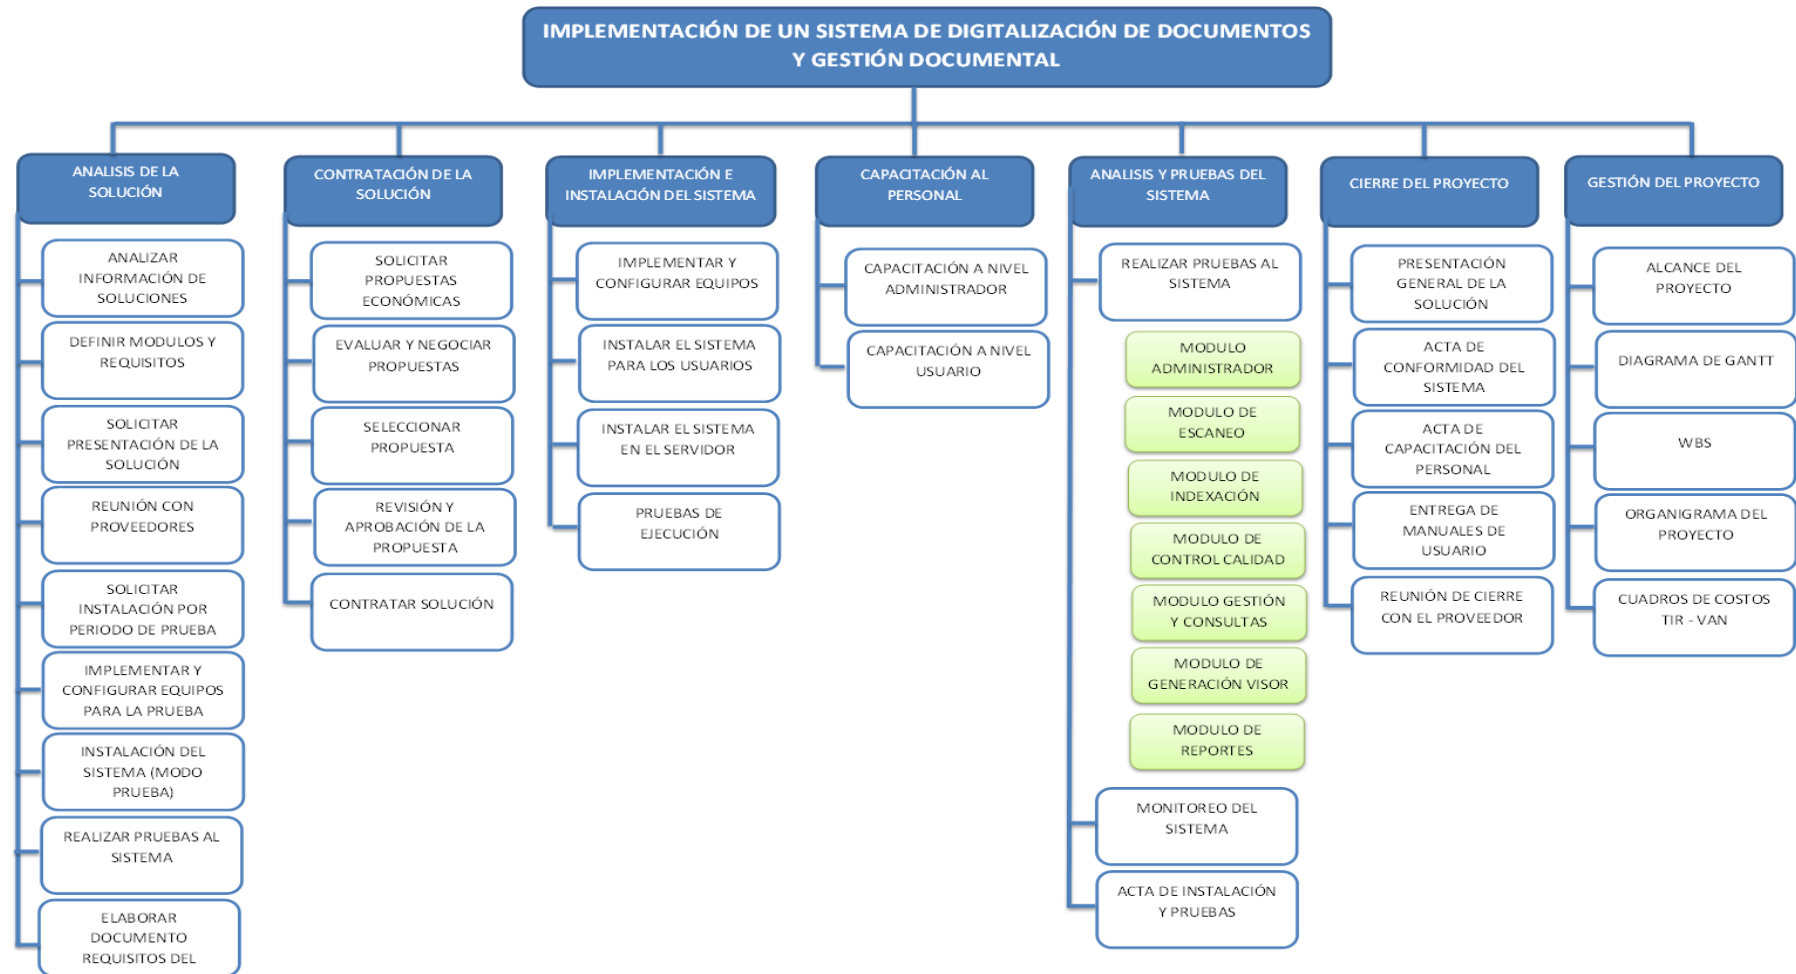 IMPLEMENTACIÓN DE UN SISTEMA DE DIGITALIZACIÓN DE DOCUMENTOS
Y GESTIÓN DOCUMENTAL
ANALISIS DE LA
SOLUCIÓN
ANALIZAR
INFORMACIÓN DE
SOLUCIONES
DEFINIR MODULOS Y
REQUISITOS
SOLICITAR
PRESENTACIÓN DE LA
SOLUCIÓN
REUNIÓN CON
PROVEEDORES
SOLICITAR
INSTALACIÓN POR
PERIODO DE PRUEBA
IMPLEMENTAR Y
CONFIGURAR EQUIPOS
PARA LA PRUEBA
INSTALACIÓN DEL
SISTEMA (MODO
PRUEBA)
REALIZAR PRUEBAS AL
SISTEMA
ELABORAR
DOCUMENTO
REQUISITOS DEL
CONTRATACIÓN DE LA
SOLUCIÓN
SOLICITAR
PROPUESTAS
ECONÓMICAS
EVALUAR Y NEGOCIAR
PROPUESTAS
SELECCIONAR
PROPUESTA
REVISIÓN Y
APROBACIÓN DE LA
PROPUESTA
CONTRATAR SOLUCIÓN
IMPLEMENTACIÓN E
INSTALACIÓN DEL SISTEMA
IMPLEMENTAR Y
CONFIGURAR EQUIPOS
INSTALAR EL SISTEMA
PARA LOS USUARIOS
INSTALAR EL SISTEMA
EN EL SERVIDOR
PRUEBAS DE
EJECUCIÓN
CAPACITACIÓN AL
PERSONAL
CAPACITACIÓN A NIVEL
ADMINISTRADOR
CAPACITACIÓN A NIVEL
USUARIO
ANALISIS Y PRUEBAS DEL
SISTEMA
REALIZAR PRUEBAS AL
SISTEMA
MODULO
ADMINISTRADOR
MODULO DE
ESCANEO
MODULO DE
INDEXACIÓN
MODULO DE
CONTROL CALIDAD
MODULO GESTIÓN
Y CONSULTAS
MODULO DE
GENERACIÓN VISOR
MODULO DE
REPORTES
MONITOREO DEL
SISTEMA
ACTA DE INSTALACIÓN
Y PRUEBAS
CIERRE DEL PROYECTO
PRESENTACIÓN
GENERAL DE LA
SOLUCIÓN
ACTA DE
CONFORMIDAD DEL
SISTEMA
ACTA DE
CAPACITACIÓN DEL
PERSONAL
ENTREGA DE
MANUALES DE
USUARIO
REUNIÓN DE CIERRE
CON EL PROVEEDOR
GESTIÓN DEL PROYECTO
ALCANCE DEL
PROYECTO
DIAGRAMA DE GANTT
WBS
ORGANIGRAMA DEL
PROYECTO
CUADROS DE COSTOS
TIR - VAN